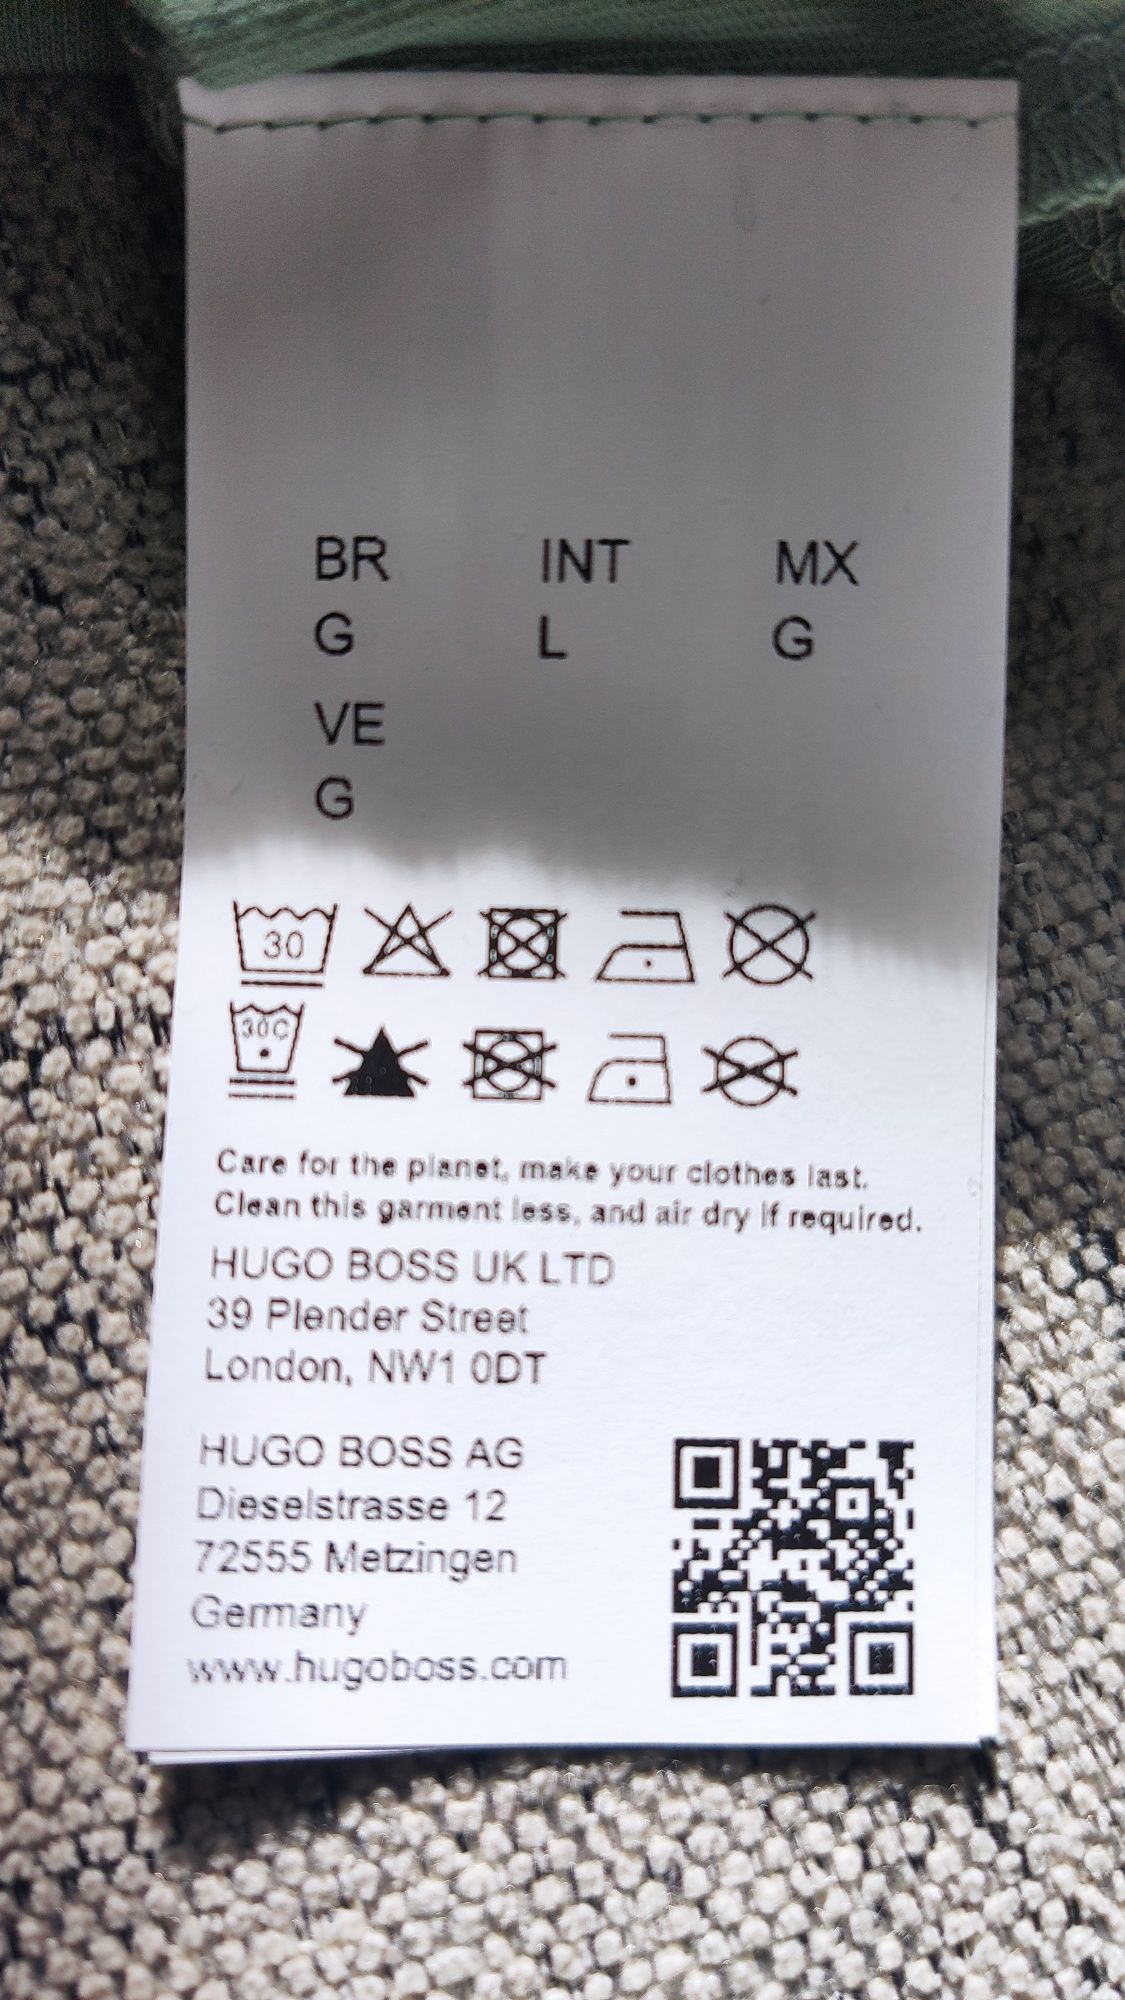 BR INT MX
G L G
VE
G
30
30C
Care for the planet, make your clothes last.
Clean this garment less, and air dry if required.
HUGO BOSS UK LTD
39 Plender Street
London, NW1 0DT
HUGO BOSS AG
Dieselstrasse 12
72555 Metzingen
Germany
www.hugoboss.com